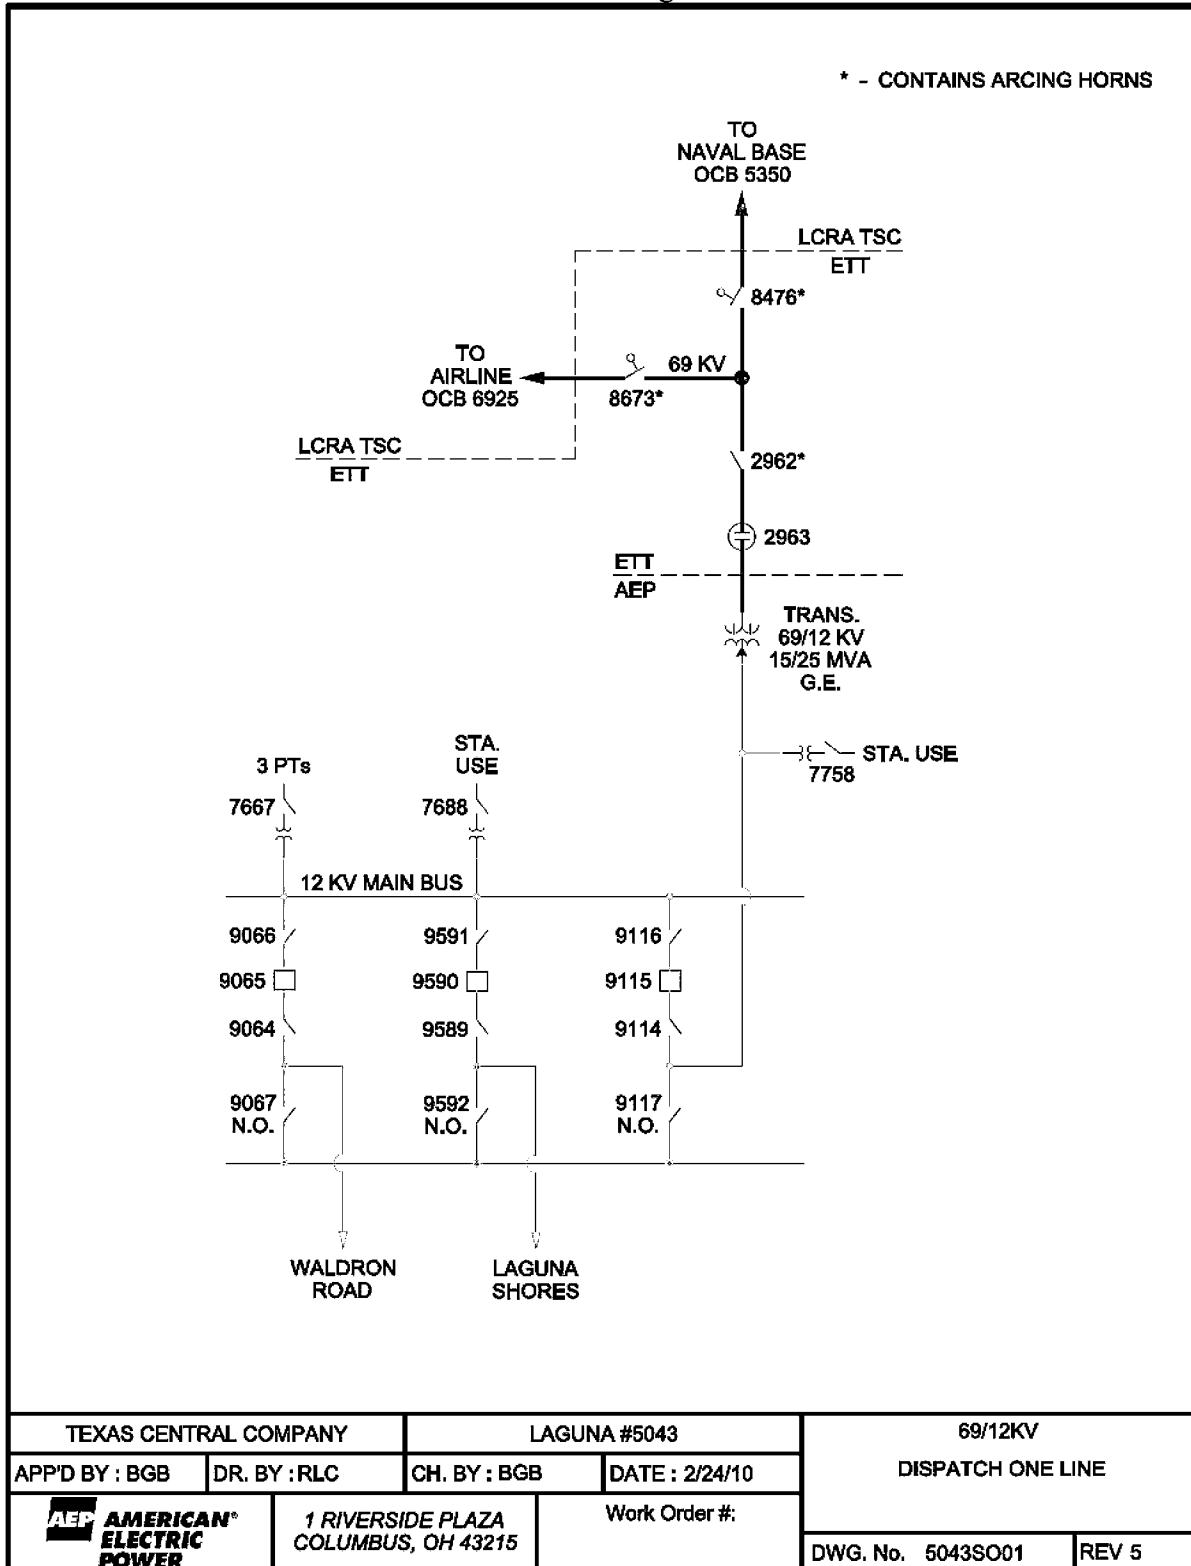 * - CONTAINS ARCING HORNS
TO
NAVAL BASE
OCB 5350
LCRA TSC
ETT
8476*
TO
AIRLINE
OCB 6925
69 KV
8673*
LCRA TSC
ETT
2962*
2963
ETT
AEP
TRANS.
69/12 KV
15/25 MVA
G.E.
STA. USE
7758
3 PTs
7667
STA.
USE
7688
12 KV MAIN BUS
9066
9591
9116
9065
9590
9115
9064
9589
9114
9067
N.O.
9592
N.O.
9117
N.O.
WALDRON
ROAD
LAGUNA
SHORES
TEXAS CENTRAL COMPANY
LAGUNA #5043
69/12KV
DISPATCH ONE LINE
APP'D BY : BGB
DR. BY : RLC
CH. BY : BGB
DATE : 2/24/10
AEP AMERICAN®
ELECTRIC
POWER
1 RIVERSIDE PLAZA
COLUMBUS, OH 43215
Work Order #:
DWG. No. 5043SO01
REV 5